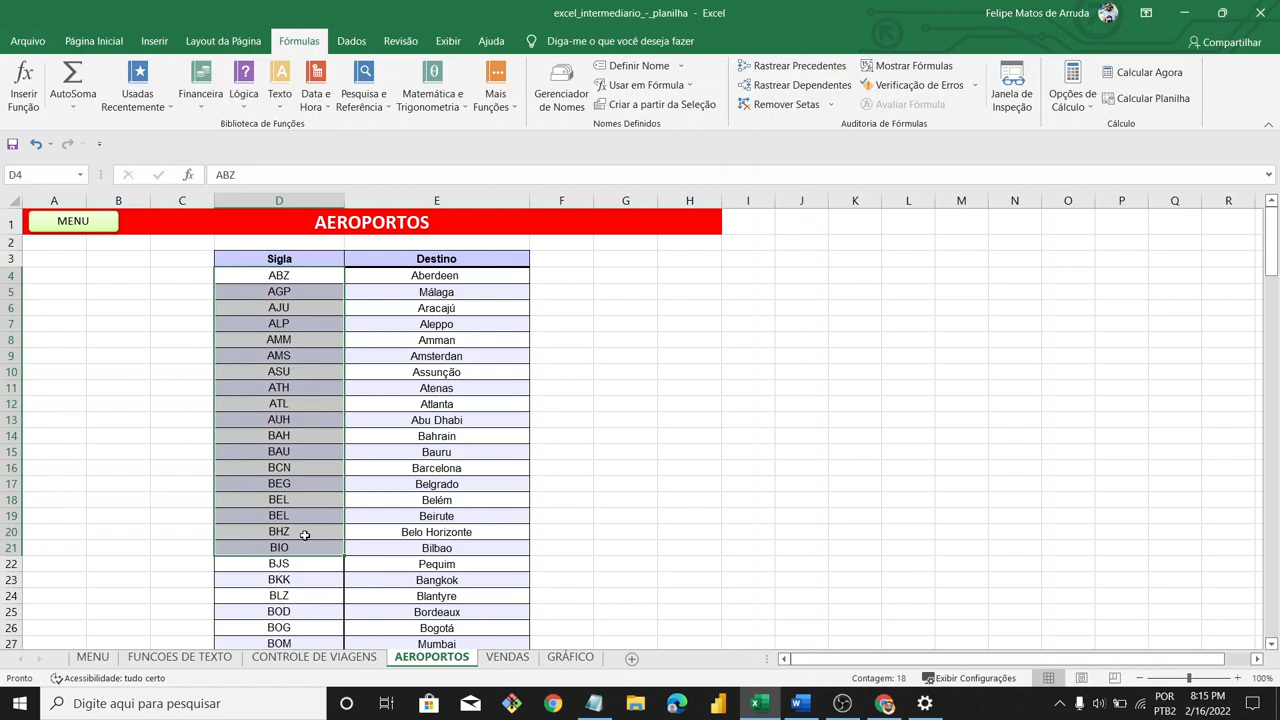 excel_intermediario_-_planilha - Excel
Felipe Matos de Arruda
Arquivo Página Inicial Inserir Layout da Página Fórmulas Dados Revisão Exibir Ajuda Diga-me o que você deseja fazer Compartilhar
Inserir Função
AutoSoma
Usadas Recentemente
Financeira
Lógica
Texto
Data e Hora
Pesquisa e Referência
Matemática e Trigonometria
Mais Funções
Biblioteca de Funções
Gerenciador de Nomes
Definir Nome
Usar em Fórmula
Criar a partir da Seleção
Nomes Definidos
Rastrear Precedentes
Rastrear Dependentes
Remover Setas
Mostrar Fórmulas
Verificação de Erros
Avaliar Fórmula
Auditoria de Fórmulas
Janela de Inspeção
Opções de Cálculo
Calcular Agora
Calcular Planilha
Cálculo
D4 fx ABZ
A B C D E F G H I J K L M N O P Q R
1 MENU AEROPORTOS
2
3 Sigla Destino
4 ABZ Aberdeen
5 AGP Málaga
6 AJU Aracajú
7 ALP Aleppo
8 AMM Amman
9 AMS Amsterdan
10 ASU Assunção
11 ATH Atenas
12 ATL Atlanta
13 AUH Abu Dhabi
14 BAH Bahrain
15 BAU Bauru
16 BCN Barcelona
17 BEG Belgrado
18 BEL Belém
19 BEL Beirute
20 BHZ Belo Horizonte
21 BIO Bilbao
22 BJS Pequim
23 BKK Bangkok
24 BLZ Blantyre
25 BOD Bordeaux
26 BOG Bogotá
27 BOM Mumbai
MENU FUNCOES DE TEXTO CONTROLE DE VIAGENS AEROPORTOS VENDAS GRÁFICO
Pronto Acessibilidade: tudo certo Contagem: 18 Exibir Configurações 100%
Digite aqui para pesquisar
POR
PTB2
8:15 PM
2/16/2022